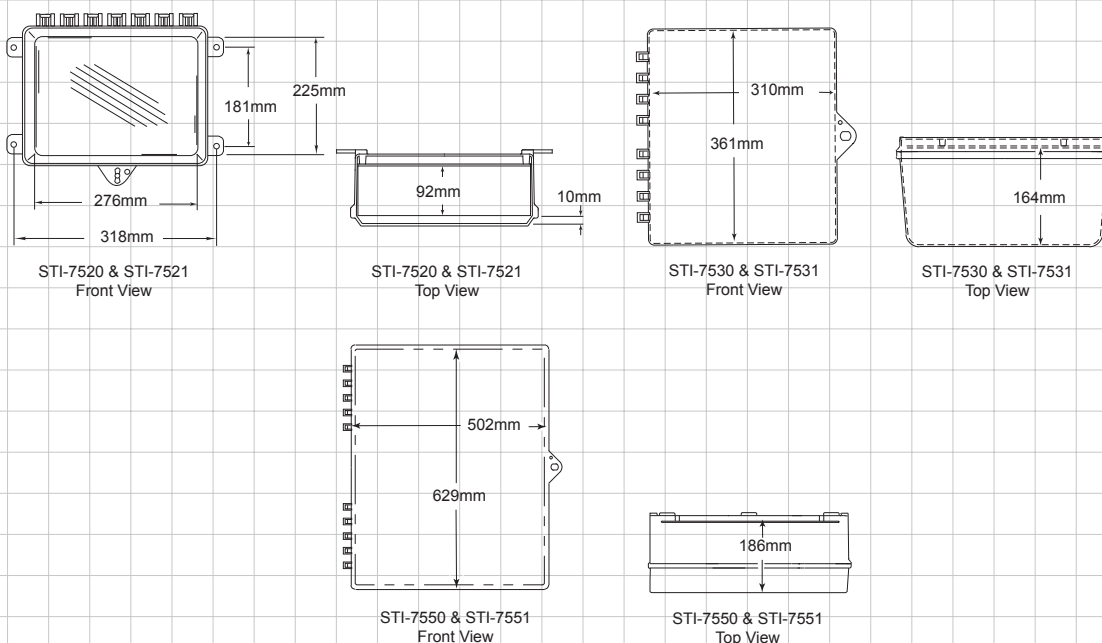 225mm
181mm
276mm
318mm
STI-7520 & STI-7521
Front View
92mm
10mm
STI-7520 & STI-7521
Top View
310mm
361mm
STI-7530 & STI-7531
Front View
164mm
STI-7530 & STI-7531
Top View
502mm
629mm
STI-7550 & STI-7551
Front View
186mm
STI-7550 & STI-7551
Top View